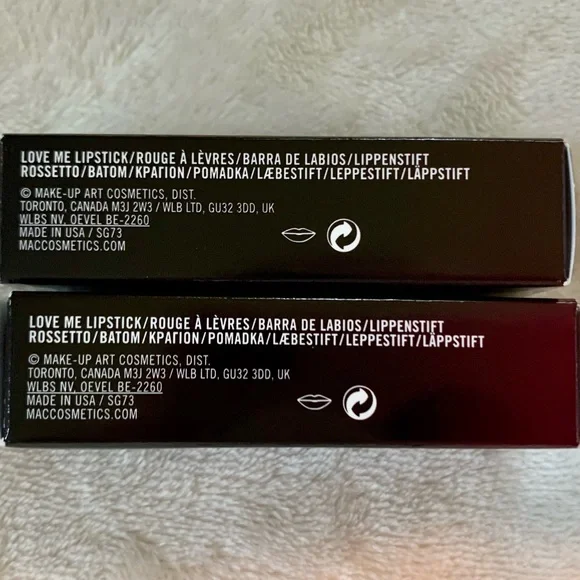 LOVE ME LIPSTICK/ROUGE À LÈVRES/BARRA DE LABIOS/LIPPENSTIFT
ROSSETTO/BATOM/ΚΡΑΓΙΟΝ/ПОМАДКА/LÆBESTIFT/LEPPESTIFT/LÄPPSTIFT
© MAKE-UP ART COSMETICS, DIST.
TORONTO, CANADA M3J 2W3 / WLB LTD, GU32 3DD, UK
WLBS NV, OEVEL BE-2260
MADE IN USA / SG73
MACCOSMETICS.COM
LOVE ME LIPSTICK/ROUGE À LÈVRES/BARRA DE LABIOS/LIPPENSTIFT
ROSSETTO/BATOM/ΚΡΑΓΙΟΝ/ПОМАДКА/LÆBESTIFT/LEPPESTIFT/LÄPPSTIFT
© MAKE-UP ART COSMETICS, DIST.
TORONTO, CANADA M3J 2W3 / WLB LTD, GU32 3DD, UK
WLBS NV, OEVEL BE-2260
MADE IN USA / SG73
MACCOSMETICS.COM